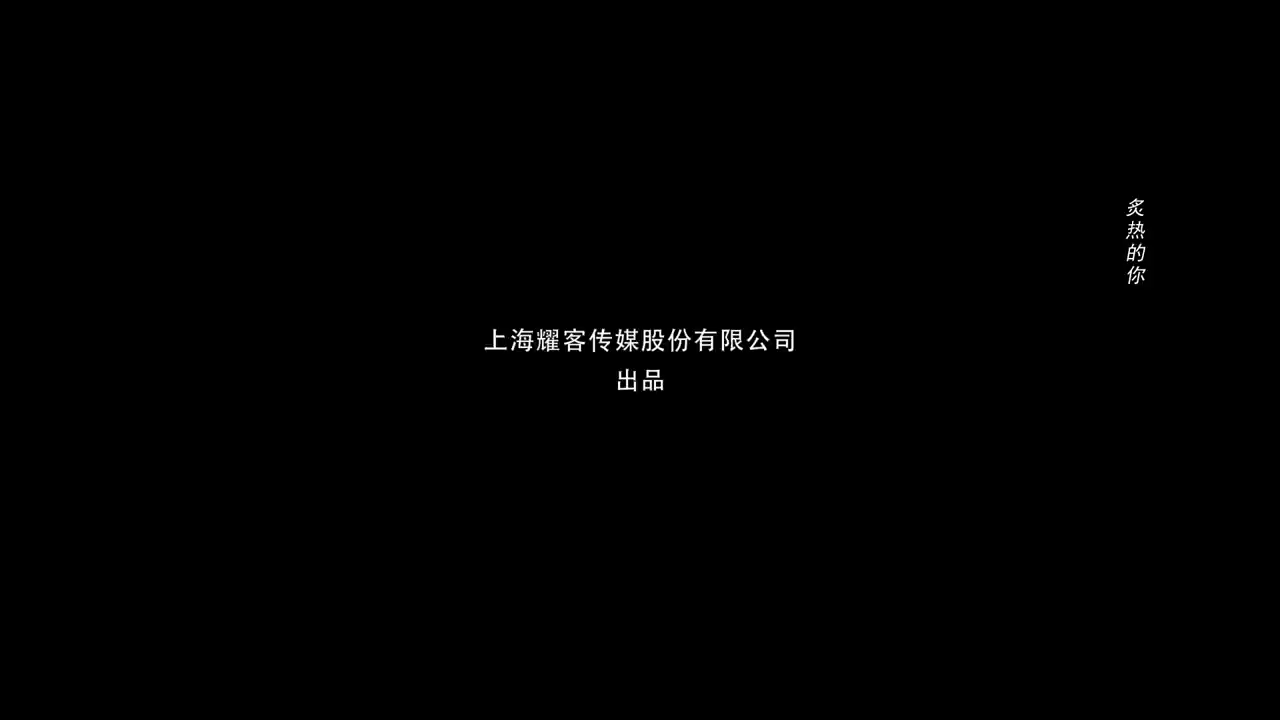 炙热的你
上海耀客传媒股份有限公司
出品